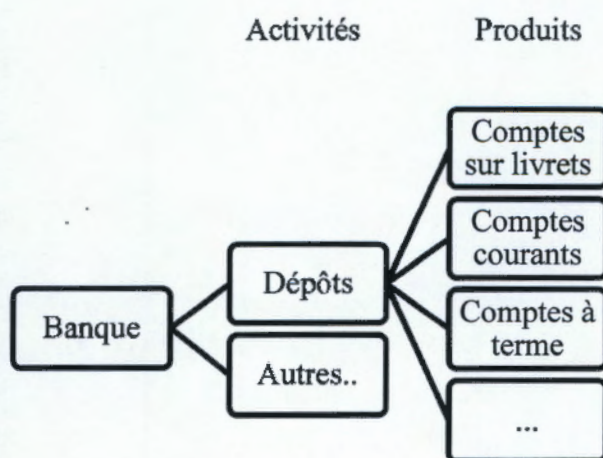 Activités
Produits
Comptes
sur livrets
Comptes
courants
Dépôts
Banque
Comptes à
terme
Autres..
...